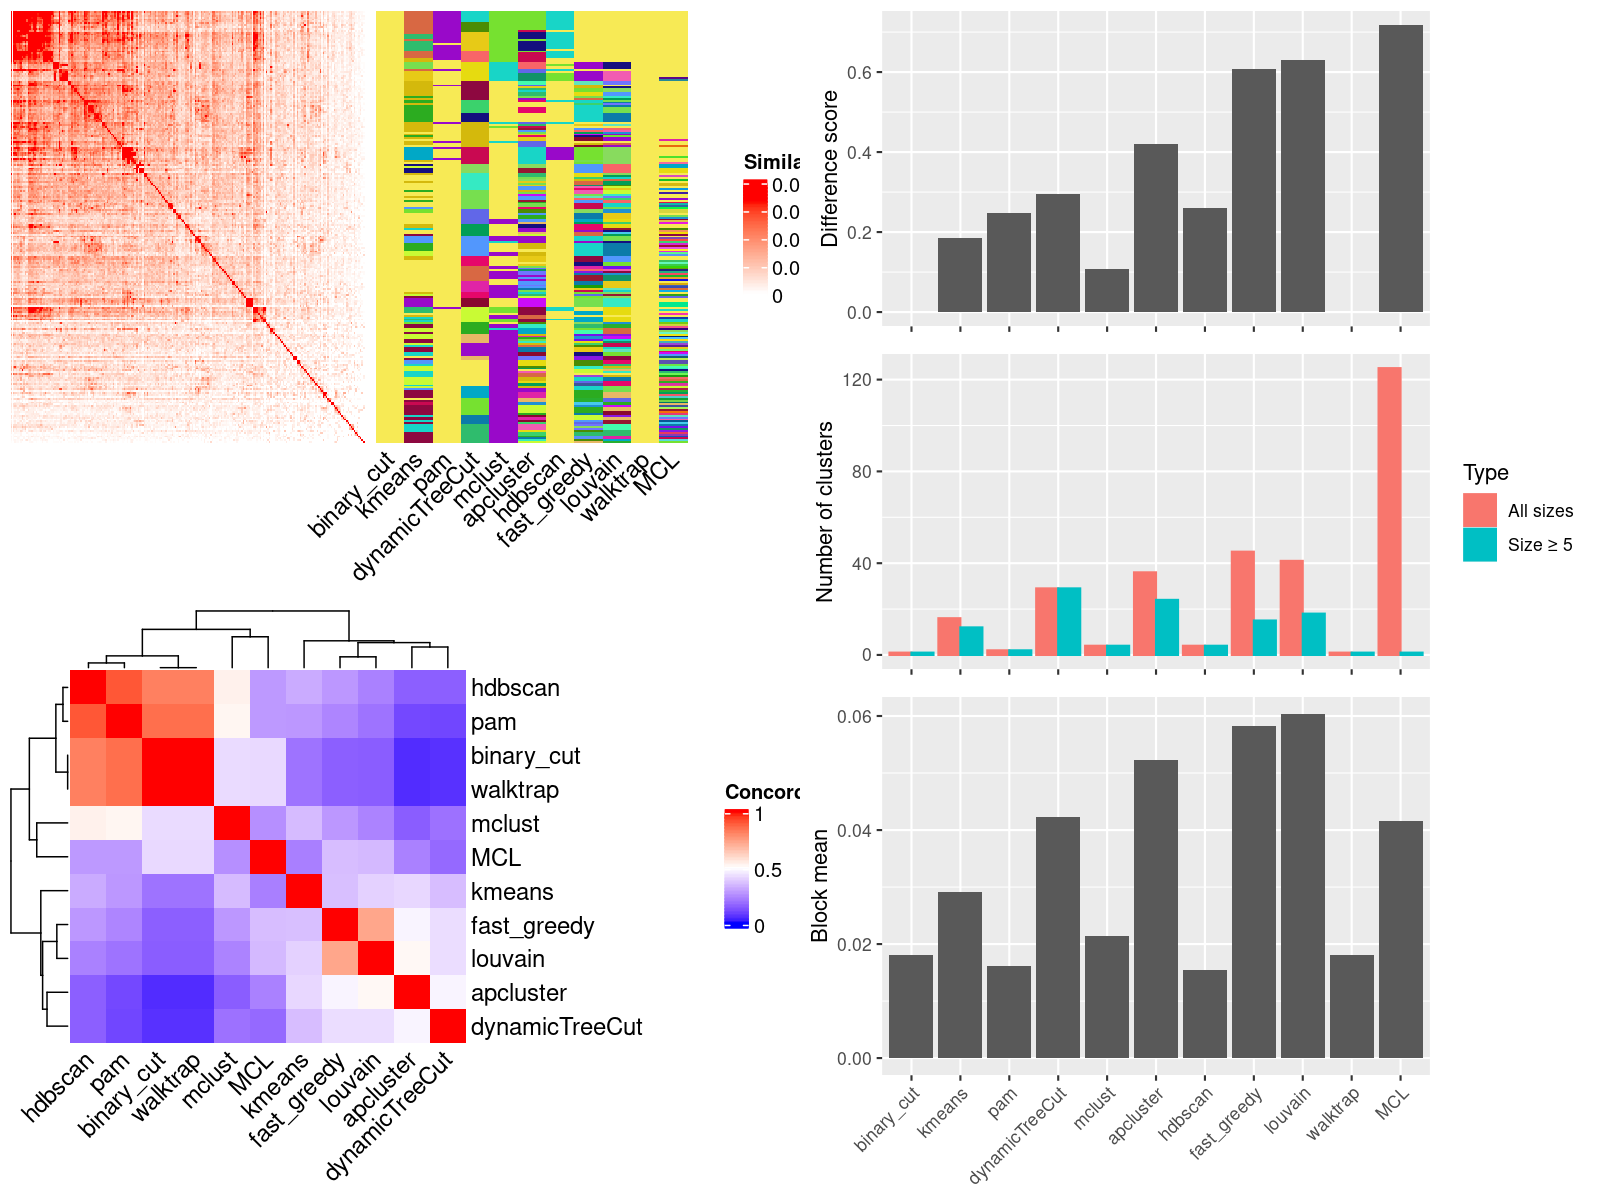 Simila
0.0
0.0
0.0
0.0
0
binary_cut
kmeans
pam
dynamicTreeCut
mclust
apcluster
hdbscan
fast_greedy
louvain
walktrap
MCL
hdbscan
pam
binary_cut
walktrap
mclust
MCL
kmeans
fast_greedy
louvain
apcluster
dynamicTreeCut
hdbscan
pam
binary_cut
walktrap
mclust
MCL
kmeans
fast_greedy
louvain
apcluster
dynamicTreeCut
Concord
1
0.5
0
Difference score
0.6
0.4
0.2
0.0
Number of clusters
120
80
40
0
Type
All sizes
Size ≥ 5
Block mean
0.06
0.04
0.02
0.00
binary_cut
kmeans
pam
dynamicTreeCut
mclust
apcluster
hdbscan
fast_greedy
louvain
walktrap
MCL